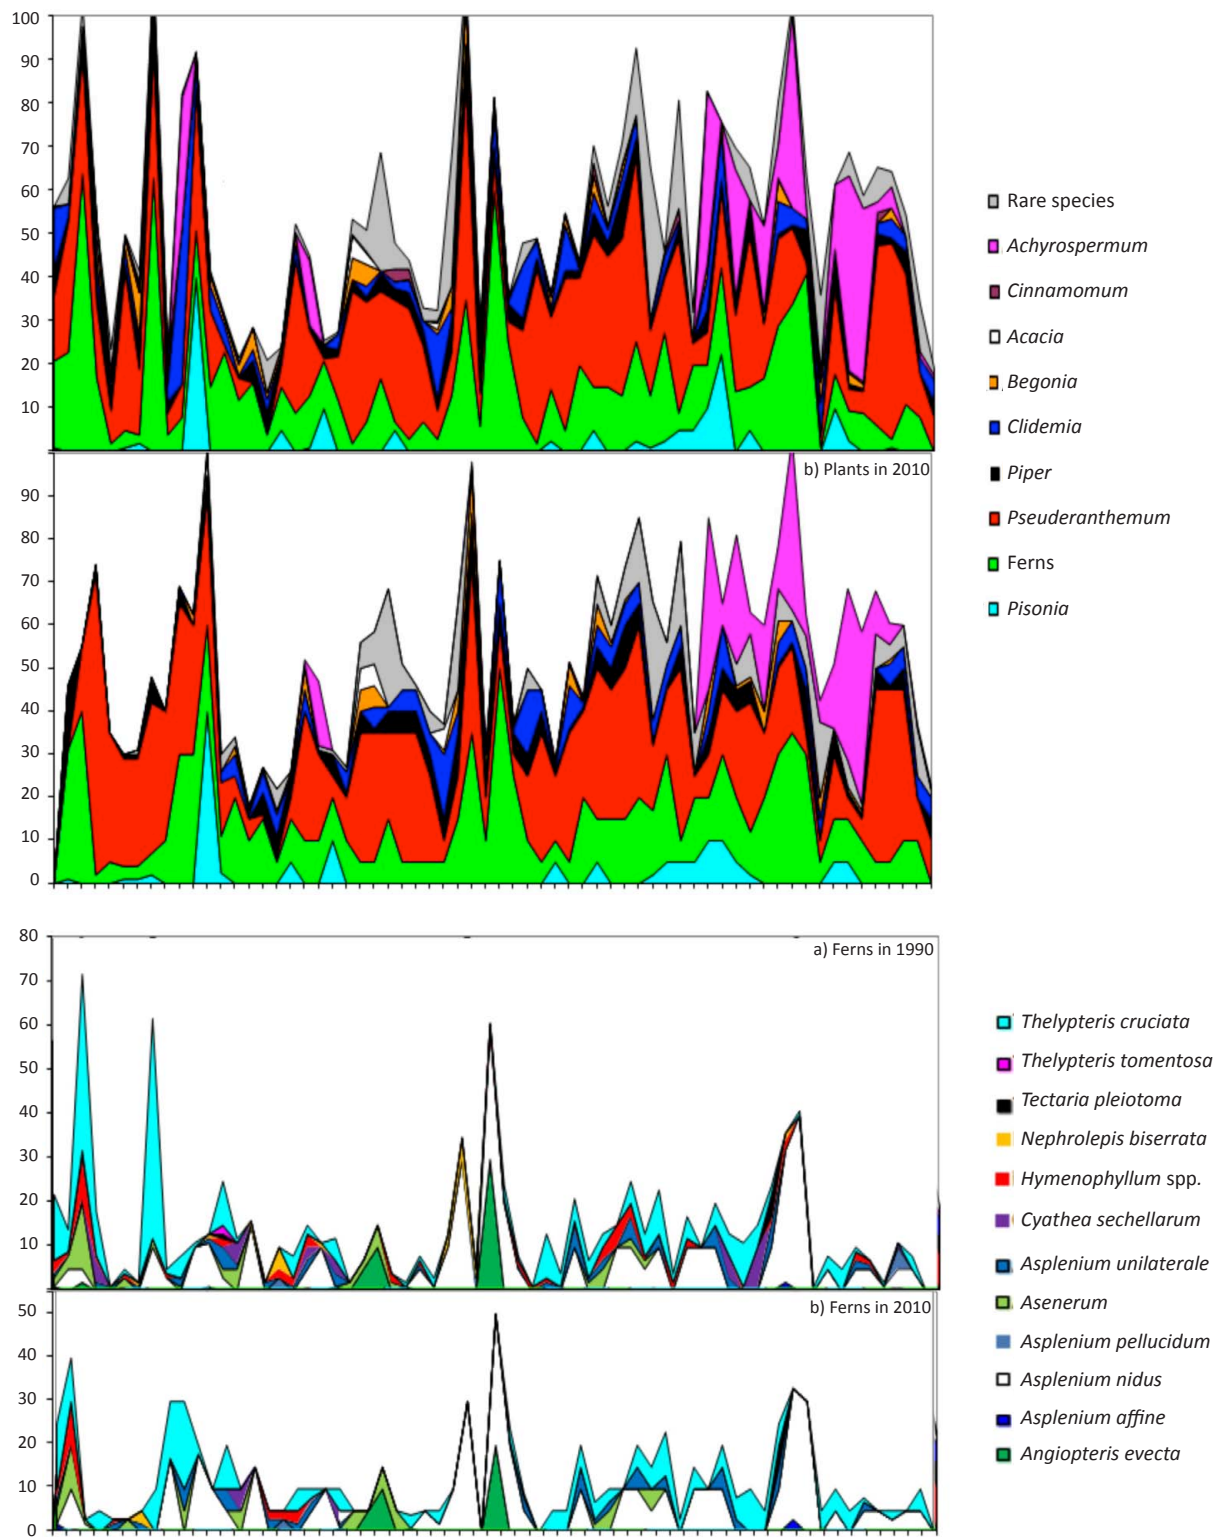 100
90
80
70
60
50
40
30
20
10
Rare species
Achyrospermum
Cinnamomum
Acacia
Begonia
Clidemia
Piper
Pseuderanthemum
Ferns
Pisonia
b) Plants in 2010
90
80
70
60
50
40
30
20
10
0
a) Ferns in 1990
80
70
60
50
40
30
20
10
Thelypteris cruciata
Thelypteris tomentosa
Tectaria pleiotoma
Nephrolepis biserrata
Hymenophyllum spp.
Cyathea sechellarum
Asplenium unilaterale
Asenerum
Asplenium pellucidum
Asplenium nidus
Asplenium affine
Angiopteris evecta
b) Ferns in 2010
50
40
30
20
10
0